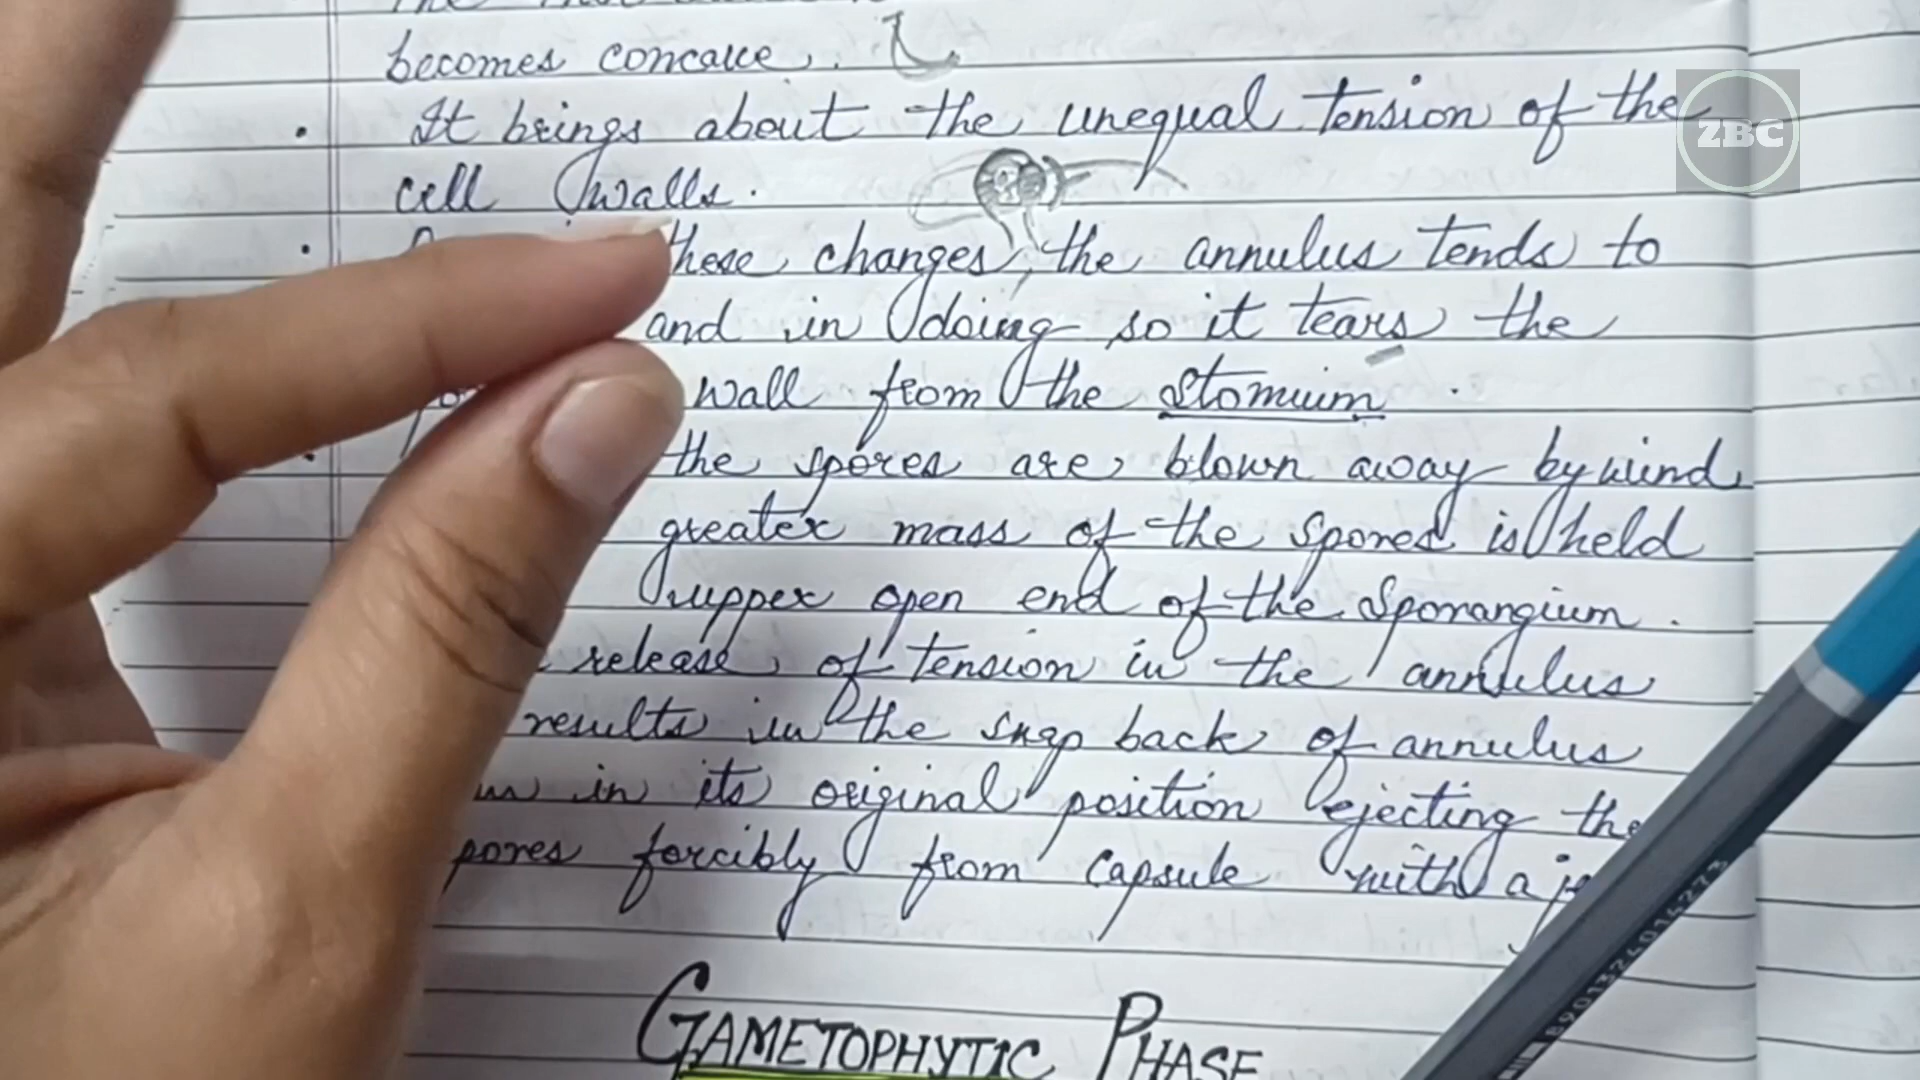 becomes concave.
It brings about the unequal tension of the
cell walls.
these changes, the annulus tends to
and in doing so it tears the
wall from the Stomium.
the spores are blown away by wind
greater mass of the spores is held
upper open end of the Sporangium.
release of tension in the annulus
results in the snap back of annulus
in its original position ejecting the
pores forcibly from capsule with a
GAMETOPHYTIC PHASE
ZBC
8901324014273